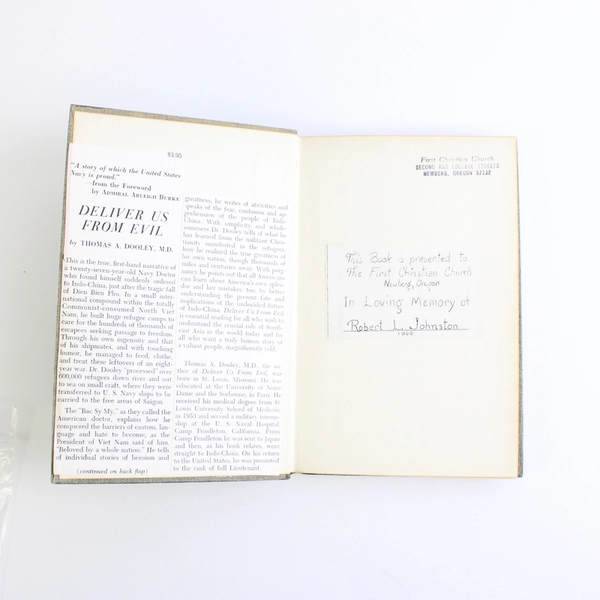 $3.95
"A story of which the United States
Navy is proud."
—from the Foreword
by ADMIRAL ARLEIGH BURKE
DELIVER US
FROM EVIL
by THOMAS A. DOOLEY, M.D.
This is the true, first-hand narrative of
a twenty-seven-year-old Navy Doctor
who found himself suddenly ordered
to Indo-China, just after the tragic fall
of Dien Bien Phu. In a small inter-
national compound within the totally
Communist-consumed North Viet
Nam, he built huge refugee camps to
care for the hundreds of thousands of
escapees seeking passage to freedom.
Through his own ingenuity and that
of his shipmates, and with touching
humor, he managed to feed, clothe,
and treat these leftovers of an eight-
year war. Dr. Dooley "processed" over
600,000 refugees down river and out
to sea on small craft, where they were
transferred to U. S. Navy ships to be
carried to the free areas of Saigon.
The "Bac Sy My," as they called the
American doctor, explains how he
conquered the barriers of custom, lan-
guage and hate to become, as the
President of Viet Nam said of him,
"Beloved by a whole nation." He tells
of individual stories of heroism and
(continued on back flap)
greatness; he writes of atrocities and
speaks of the fear, confusion and ap-
prehension of the people of Indo-
China. With simplicity and whole-
someness Dr. Dooley tells of what he
has learned from the militant Chris-
tianity manifested in the refugees,
how he realized the true greatness of
his own nation, though thousands of
miles and centuries away. With poig-
nancy he points out that all Americans
can learn about America's own splen-
dor and her mistakes, too, by better
understanding the present fate and
implications of the undecided future
of Indo-China. Deliver Us From Evil
is essential reading for all who wish to
understand the crucial role of South-
east Asia in the world today and for
all who want a truly human story of
a valiant people, magnificently told.
Thomas A. Dooley, M.D., the au-
thor of Deliver Us From Evil, was
born in St. Louis, Missouri. He was
educated at the University of Notre
Dame and the Sorbonne, in Paris. He
received his medical degree from St.
Louis University School of Medicine
in 1953 and served a military intern-
ship at the U. S. Naval Hospital,
Camp Pendleton, California. From
Camp Pendleton he was sent to Japan
and then, as his book relates, went
straight to Indo-China. On his return
to the United States, he was promoted
to the rank of full Lieutenant.
First Christian Church
SECOND AND COLLEGE STREETS
NEWBERG, OREGON 97132
This Book is presented to
the First Christian Church
Newberg, Oregon
In Loving Memory of
Robert L. Johnston